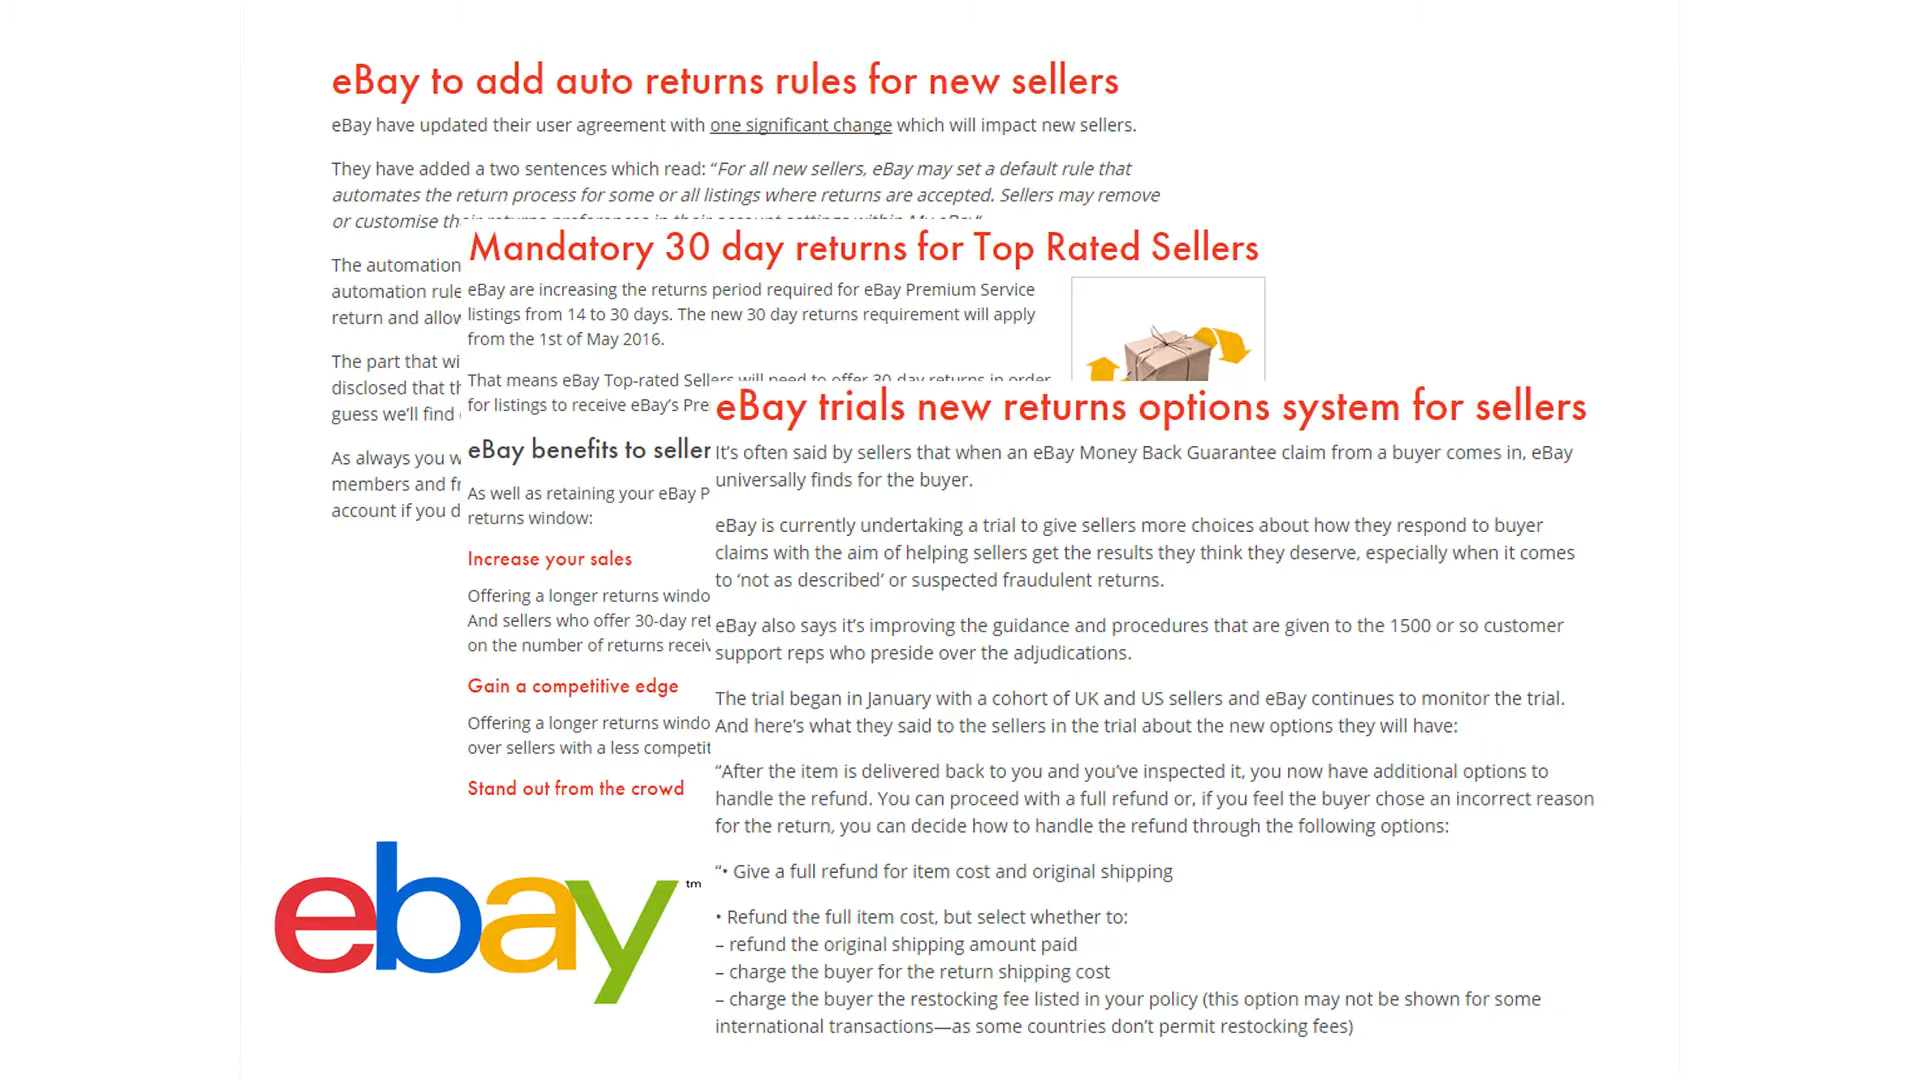 eBay to add auto returns rules for new sellers
eBay have updated their user agreement with one significant change which will impact new sellers.
They have added a two sentences which read: “For all new sellers, eBay may set a default rule that
automates the return process for some or all listings where returns are accepted. Sellers may remove
or customise their returns preferences in their account settings within My eBay“
The automation
automation rule
return and allow
The part that wi
disclosed that th
guess we’ll find
As always you w
members and fr
account if you d
Mandatory 30 day returns for Top Rated Sellers
eBay are increasing the returns period required for eBay Premium Service
listings from 14 to 30 days. The new 30 day returns requirement will apply
from the 1st of May 2016.
That means eBay Top-rated Sellers will need to offer 30 day returns in order
for listings to receive eBay’s Pre
eBay benefits to seller
As well as retaining your eBay P
returns window:
Increase your sales
Offering a longer returns windo
And sellers who offer 30-day ret
on the number of returns receiv
Gain a competitive edge
Offering a longer returns windo
over sellers with a less competit
Stand out from the crowd
eBay trials new returns options system for sellers
It’s often said by sellers that when an eBay Money Back Guarantee claim from a buyer comes in, eBay
universally finds for the buyer.
eBay is currently undertaking a trial to give sellers more choices about how they respond to buyer
claims with the aim of helping sellers get the results they think they deserve, especially when it comes
to ‘not as described’ or suspected fraudulent returns.
eBay also says it’s improving the guidance and procedures that are given to the 1500 or so customer
support reps who preside over the adjudications.
The trial began in January with a cohort of UK and US sellers and eBay continues to monitor the trial.
And here’s what they said to the sellers in the trial about the new options they will have:
“After the item is delivered back to you and you’ve inspected it, you now have additional options to
handle the refund. You can proceed with a full refund or, if you feel the buyer chose an incorrect reason
for the return, you can decide how to handle the refund through the following options:
“• Give a full refund for item cost and original shipping
• Refund the full item cost, but select whether to:
– refund the original shipping amount paid
– charge the buyer for the return shipping cost
– charge the buyer the restocking fee listed in your policy (this option may not be shown for some
international transactions—as some countries don’t permit restocking fees)
ebay™